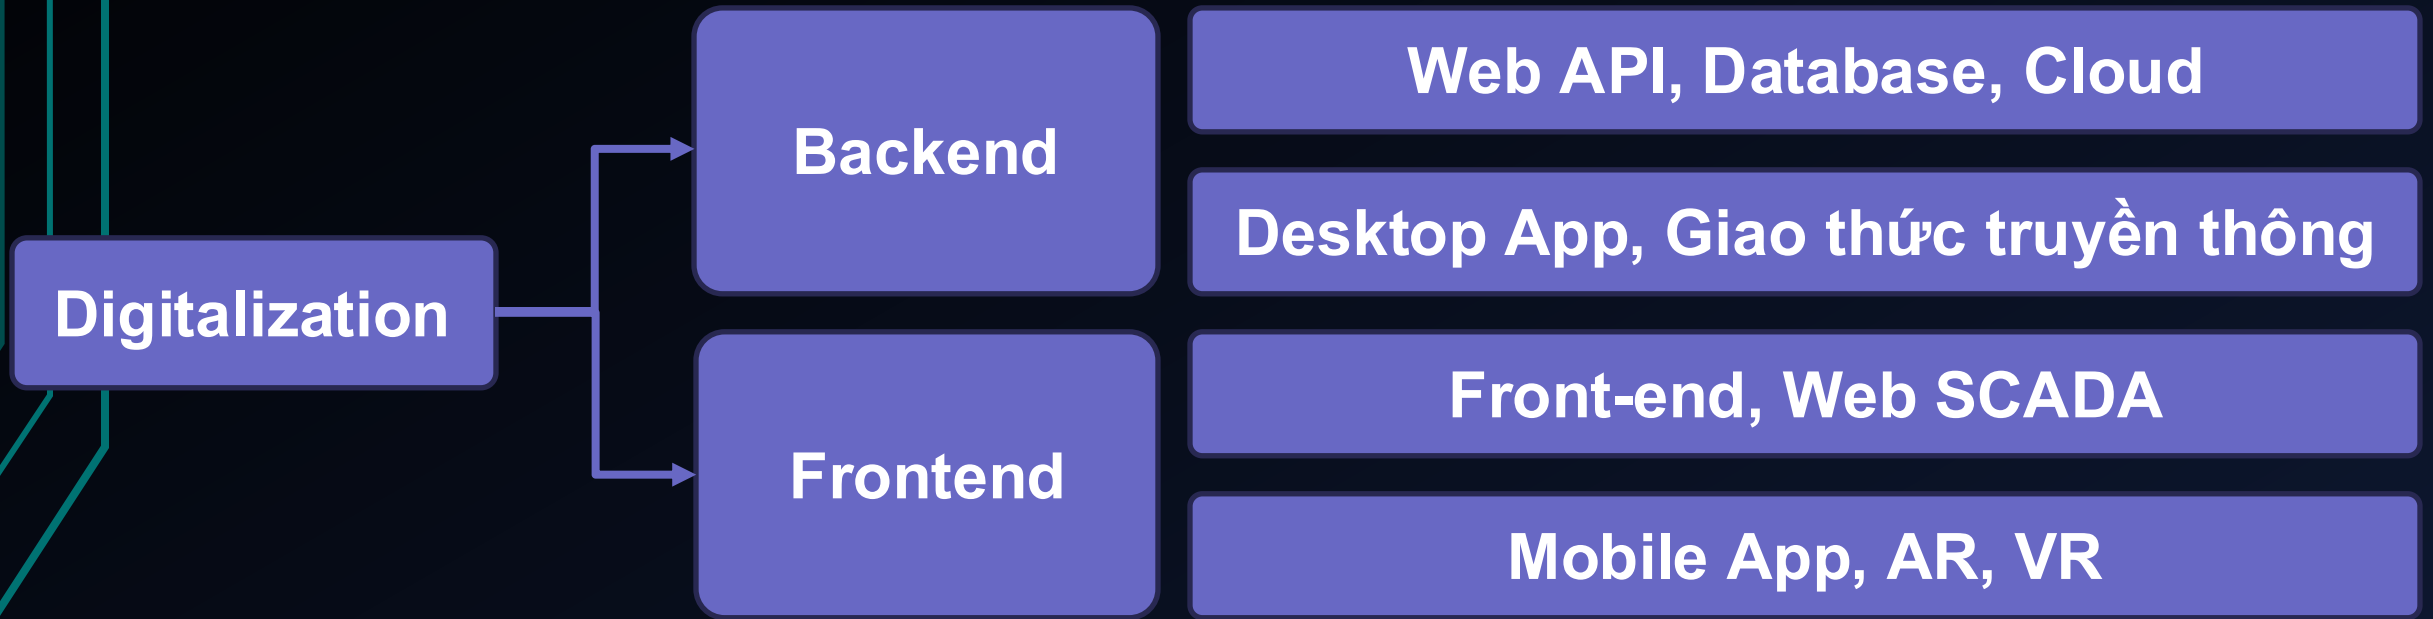 Digitalization
Backend
Web API, Database, Cloud
Desktop App, Giao thức truyền thông
Frontend
Front-end, Web SCADA
Mobile App, AR, VR